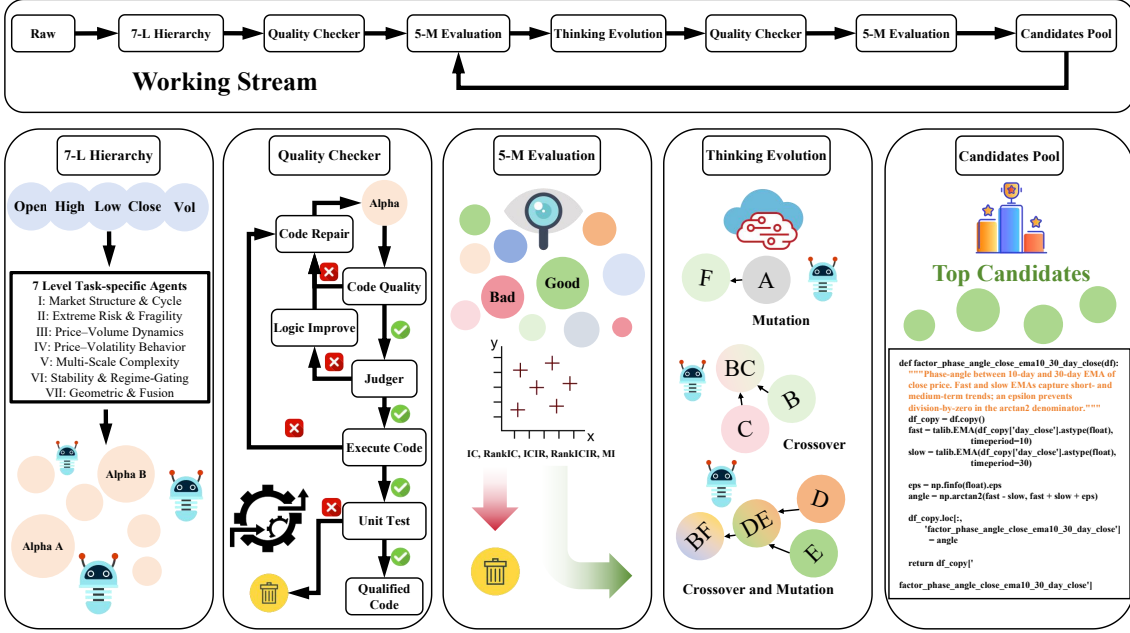 Raw
7-L Hierarchy
Quality Checker
5-M Evaluation
Thinking Evolution
Quality Checker
5-M Evaluation
Candidates Pool
Working Stream
7-L Hierarchy
Open High Low Close Vol
7 Level Task-specific Agents
I: Market Structure & Cycle
II: Extreme Risk & Fragility
III: Price–Volume Dynamics
IV: Price–Volatility Behavior
V: Multi-Scale Complexity
VI: Stability & Regime-Gating
VII: Geometric & Fusion
Alpha B
Alpha A
Quality Checker
Alpha
Code Repair
Code Quality
Logic Improve
Judger
Execute Code
Unit Test
Qualified
Code
5-M Evaluation
Good
Bad
y
x
IC, RankIC, ICIR, RankICIR, MI
Thinking Evolution
F
A
Mutation
BC
B
C
Crossover
D
DE
BF
E
Crossover and Mutation
Candidates Pool
Top Candidates
def factor_phase_angle_close_ema10_30_day_close(df):
"""Phase-angle between 10-day and 30-day EMA of
close price. Fast and slow EMAs capture short- and
medium-term trends; an epsilon prevents
division-by-zero in the arctan2 denominator."""
df_copy = df.copy()
fast = talib.EMA(df_copy['day_close'].astype(float),
timeperiod=10)
slow = talib.EMA(df_copy['day_close'].astype(float),
timeperiod=30)
eps = np.finfo(float).eps
angle = np.arctan2(fast - slow, fast + slow + eps)
df_copy.loc[:,
'factor_phase_angle_close_ema10_30_day_close']
= angle
return df_copy['
factor_phase_angle_close_ema10_30_day_close']